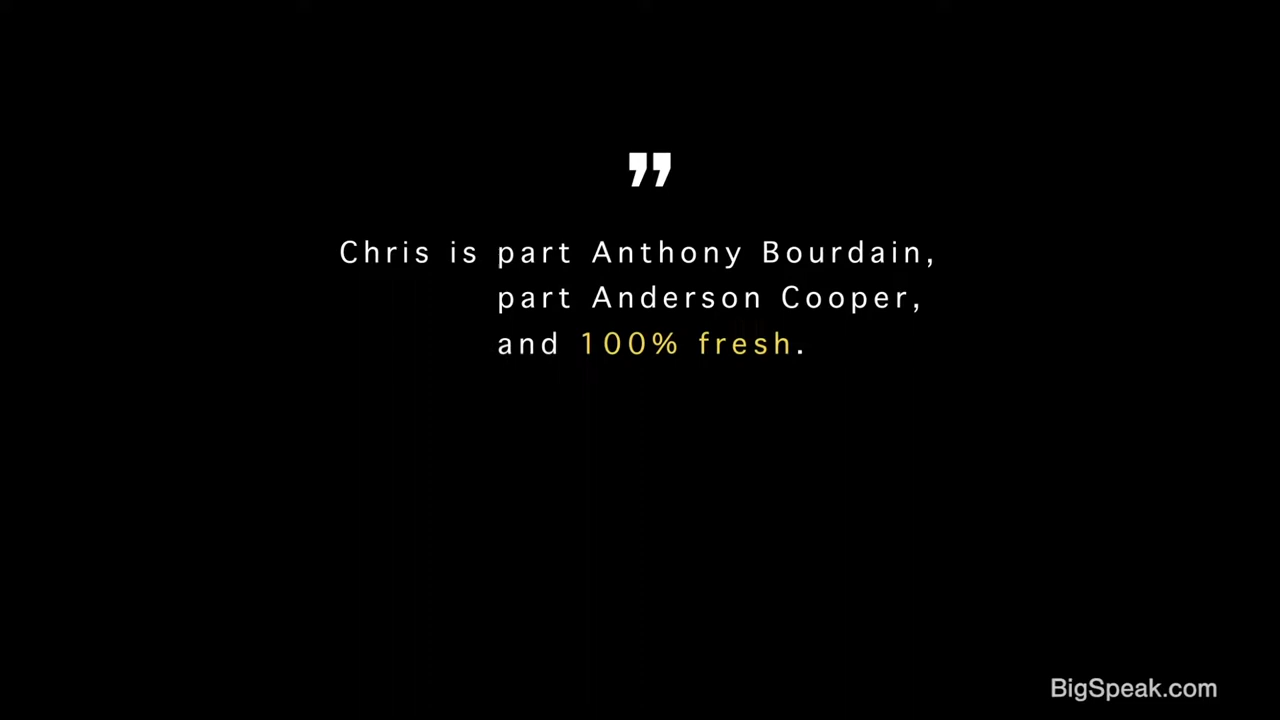 ”
Chris is part Anthony Bourdain,
part Anderson Cooper,
and 100% fresh.
BigSpeak.com